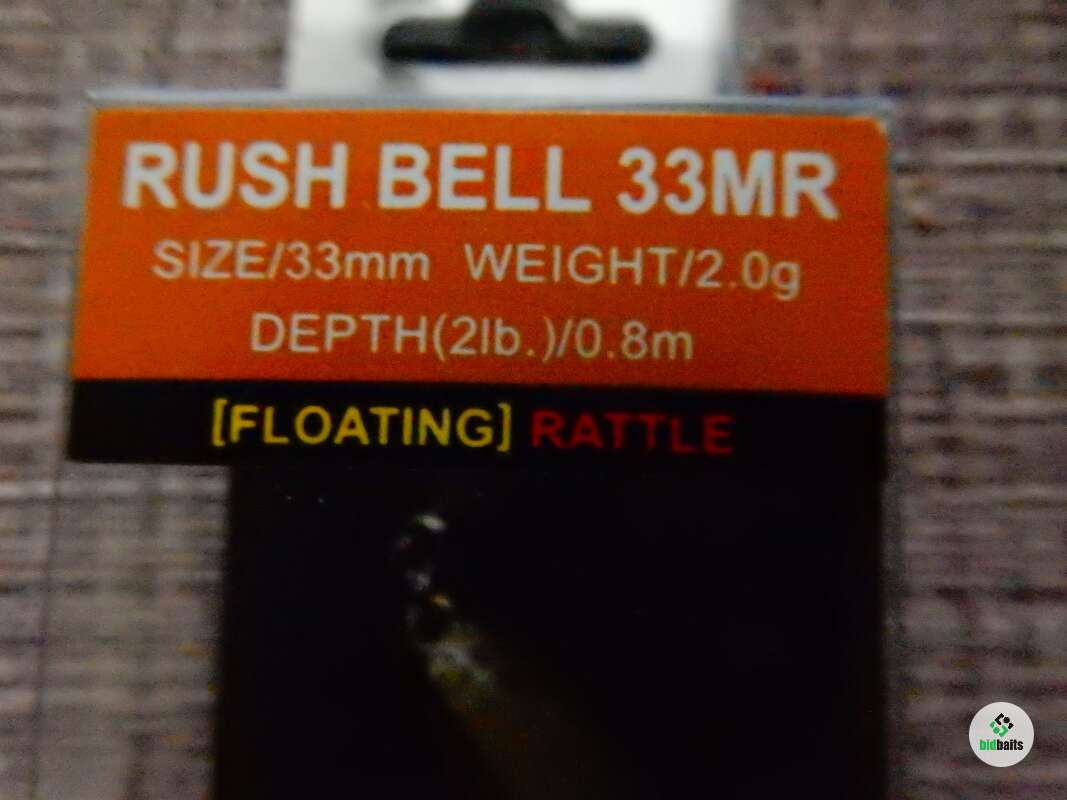 RUSH BELL 33MR
SIZE/33mm WEIGHT/2.0g
DEPTH(2lb.)/0.8m
[FLOATING] RATTLE
bidbaits